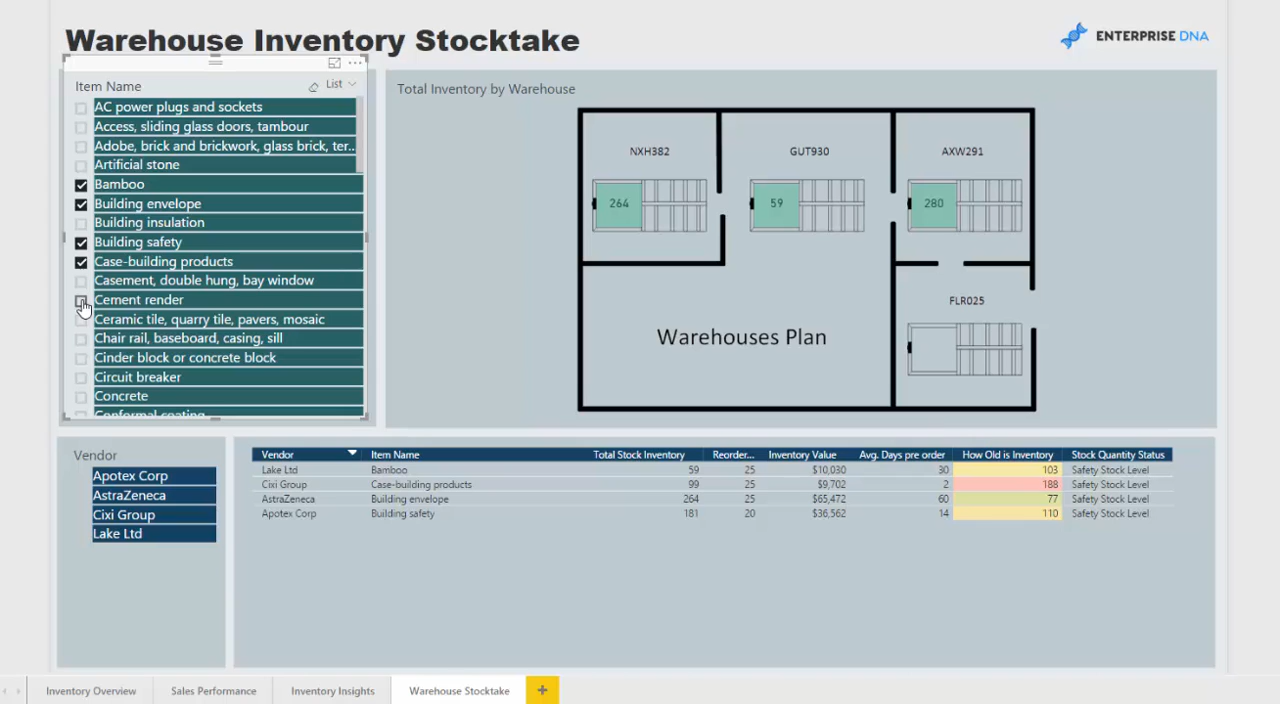 Warehouse Inventory Stocktake
ENTERPRISE DNA
Item Name
List
AC power plugs and sockets
Access, sliding glass doors, tambour
Adobe, brick and brickwork, glass brick, ter...
Artificial stone
Bamboo
Building envelope
Building insulation
Building safety
Case-building products
Casement, double hung, bay window
Cement render
Ceramic tile, quarry tile, pavers, mosaic
Chair rail, baseboard, casing, sill
Cinder block or concrete block
Circuit breaker
Concrete
Conformal coating
Total Inventory by Warehouse
NXH382 GUT930 AXW291
264 59 280
FLR025
Warehouses Plan
Vendor
Apotex Corp
AstraZeneca
Cixi Group
Lake Ltd
Vendor Item Name Total Stock Inventory Reorder... Inventory Value Avg. Days pre order How Old is Inventory Stock Quantity Status
Lake Ltd Bamboo 59 25 $10,030 30 103 Safety Stock Level
Cixi Group Case-building products 99 25 $9,702 2 188 Safety Stock Level
AstraZeneca Building envelope 264 25 $65,472 60 77 Safety Stock Level
Apotex Corp Building safety 181 20 $36,562 14 110 Safety Stock Level
Inventory Overview Sales Performance Inventory Insights Warehouse Stocktake +